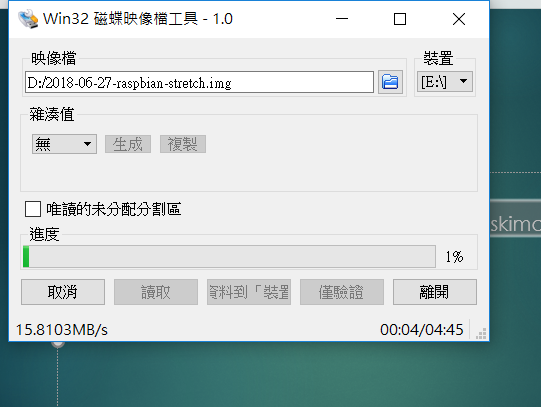 Win32 磁碟映像檔工具 - 1.0
映像檔
裝置
D:/2018-06-27-raspbian-stretch.img
[E:\]
雜湊值
無
生成
複製
唯讀的未分配分割區
skimo
進度
1%
取消
讀取
資料到「裝置
僅驗證
離開
15.8103MB/s
00:04/04:45